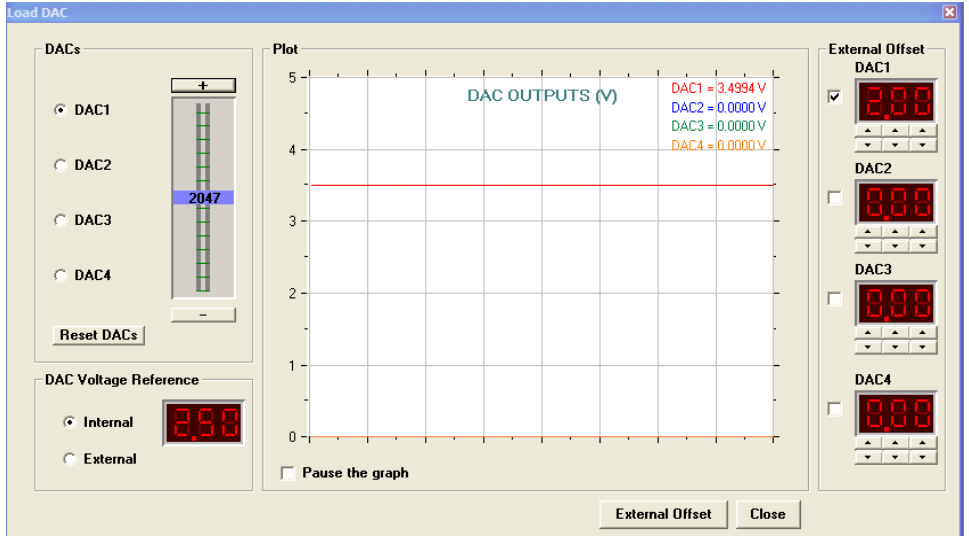 Load DAC
DACs
+
DAC1
DAC2
2047
DAC3
DAC4
-
Reset DACs
DAC Voltage Reference
Internal
2.50
External
Plot
DAC OUTPUTS (V)
DAC1 = 3.4994 V
DAC2 = 0.0000 V
DAC3 = 0.0000 V
DAC4 = 0.0000 V
5
4
3
2
1
0
Pause the graph
External Offset
DAC1
2.00
DAC2
0.00
DAC3
0.00
DAC4
0.00
External Offset
Close